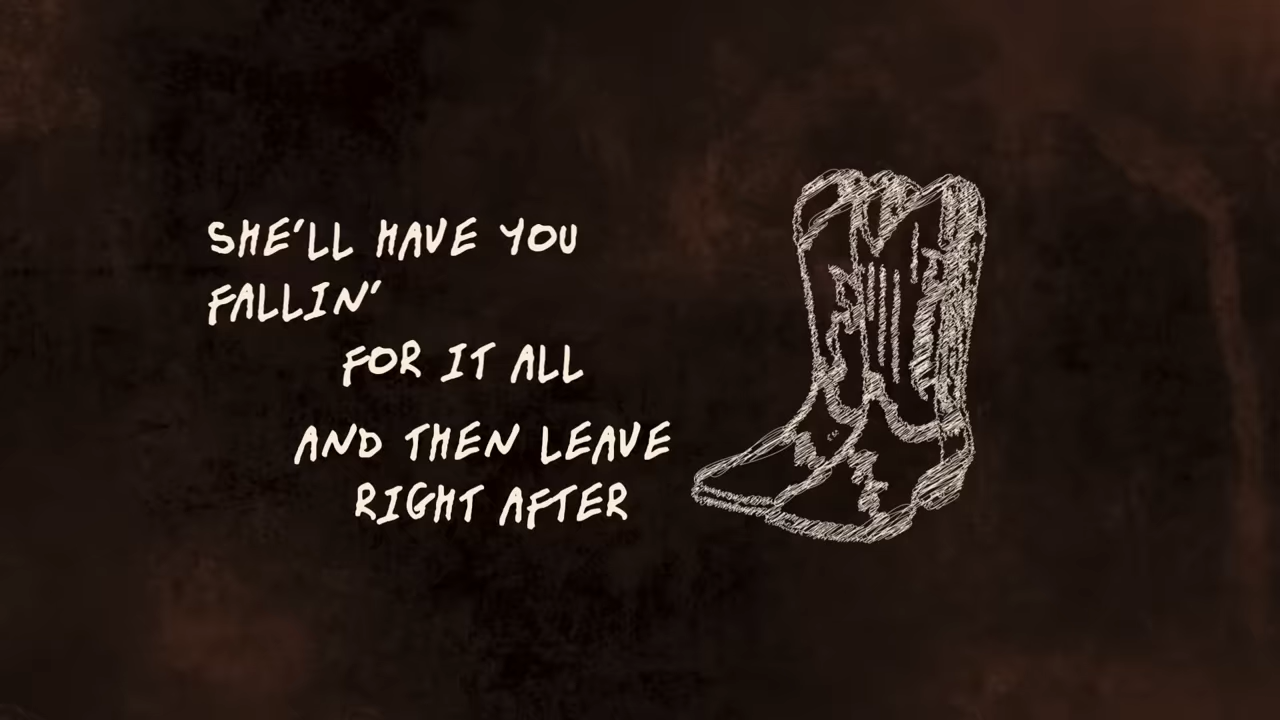 SHE'LL HAVE YOU
FALLIN'
FOR IT ALL
AND THEN LEAVE
RIGHT AFTER